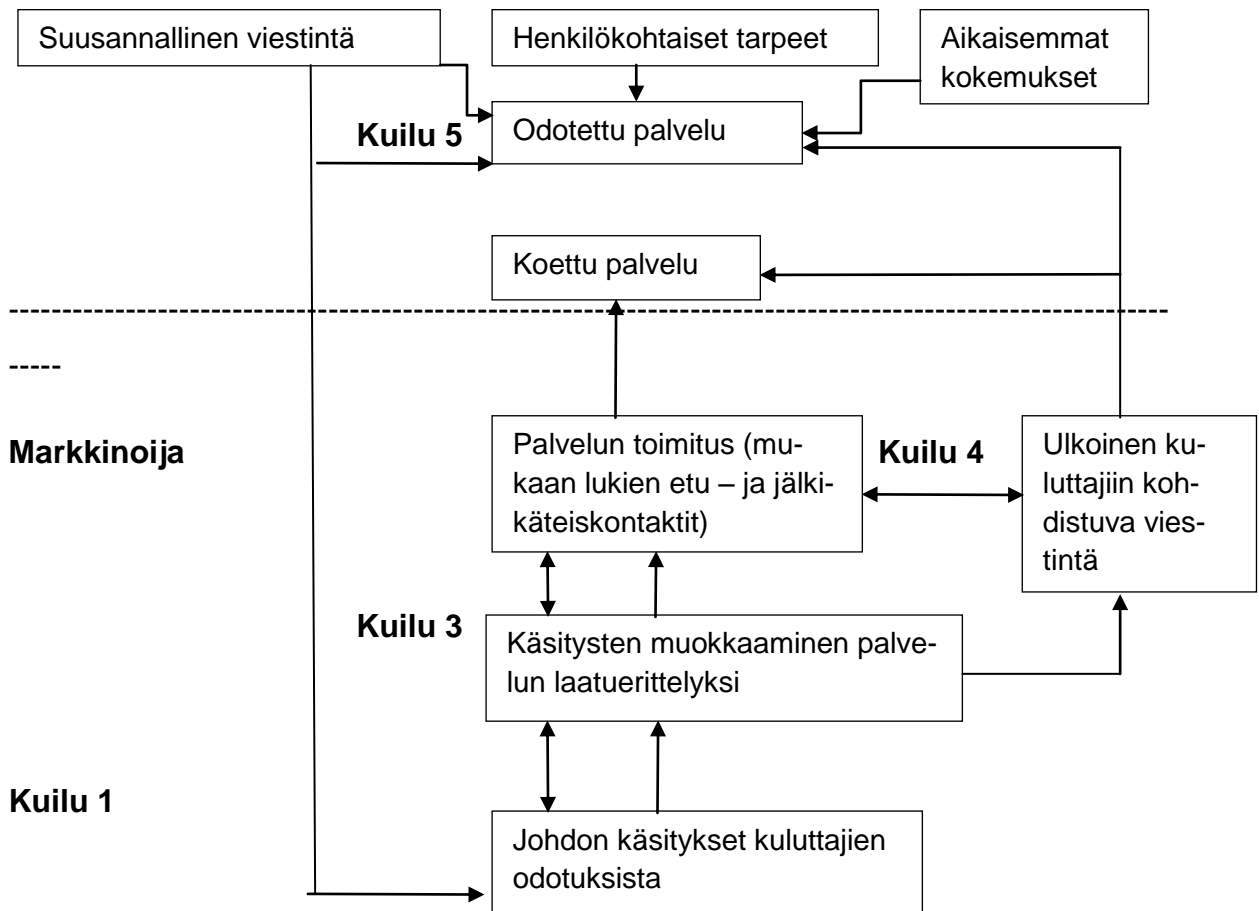 Suusannallinen viestintä
Henkilökohtaiset tarpeet
Aikaisemmat
kokemukset
Kuilu 5
Odotettu palvelu
Koettu palvelu
Markkinoija
Palvelun toimitus (mu-
kaan lukien etu – ja jälki-
käteiskontaktit)
Kuilu 4
Ulkoinen ku-
luttajiin koh-
distuva vies-
tintä
Kuilu 3
Käsitysten muokkaaminen palve-
lun laatuerittelyksi
Kuilu 1
Johdon käsitykset kuluttajien
odotuksista